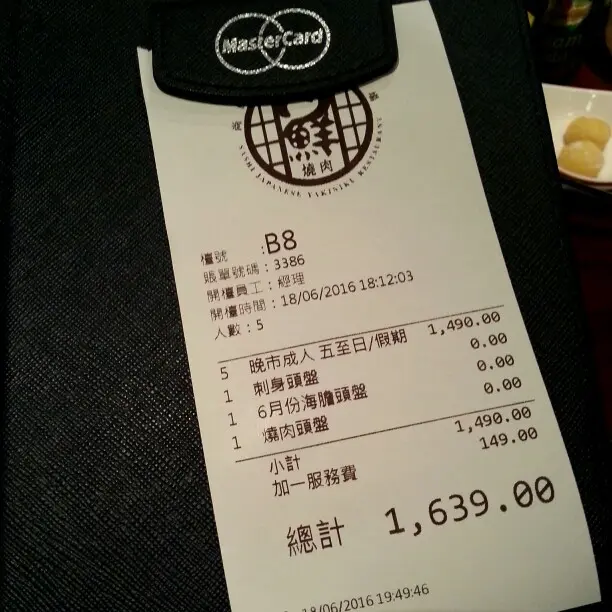 MasterCard
鮮
燒肉
SASHI JAPANESE YAKINIKU RESTAURANT
檯號 :B8
賬單號碼：3386
開檯員工：經理
開檯時間：18/06/2016 18:12:03
人數：5
5 晚市成人 五至日/假期 1,490.00
1 刺身頭盤 0.00
1 6月份海膽頭盤 0.00
1 燒肉頭盤 0.00
小計 1,490.00
加一服務費 149.00
總計 1,639.00
18/06/2016 19:49:46